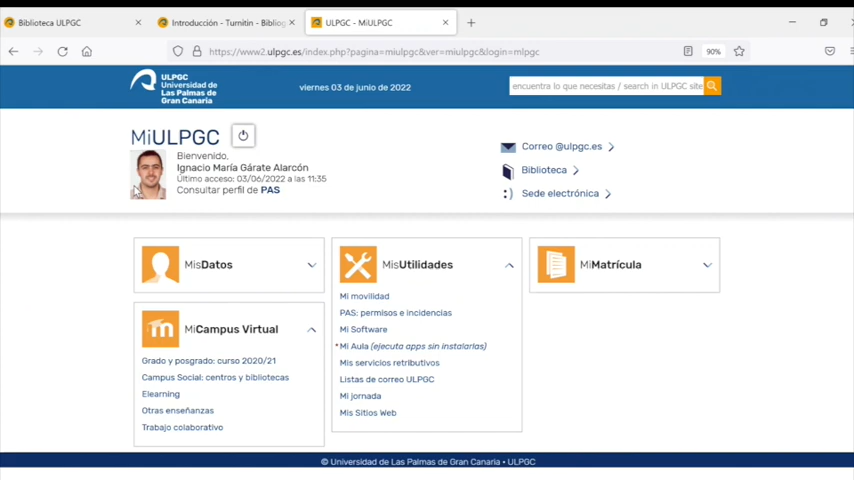 Biblioteca ULPGC
Introducción - Turnitin - Bibliog
ULPGC - MiULPGC
https://www2.ulpgc.es/index.php?pagina=miulpgc&ver=miulpgc&login=mlpgc
90%
ULPGC
Universidad de
Las Palmas de
Gran Canaria
viernes 03 de junio de 2022
encuentra lo que necesitas / search in ULPGC site
MiULPGC
Bienvenido,
Ignacio María Gárate Alarcón
Último acceso: 03/06/2022 a las 11:35
Consultar perfil de PAS
Correo @ulpgc.es
Biblioteca
Sede electrónica
MisDatos
MiCampus Virtual
Grado y posgrado: curso 2020/21
Campus Social: centros y bibliotecas
Elearning
Otras enseñanzas
Trabajo colaborativo
MisUtilidades
Mi movilidad
PAS: permisos e incidencias
Mi Software
*Mi Aula (ejecuta apps sin instalarlas)
Mis servicios retributivos
Listas de correo ULPGC
Mi jornada
Mis Sitios Web
MiMatrícula
© Universidad de Las Palmas de Gran Canaria • ULPGC